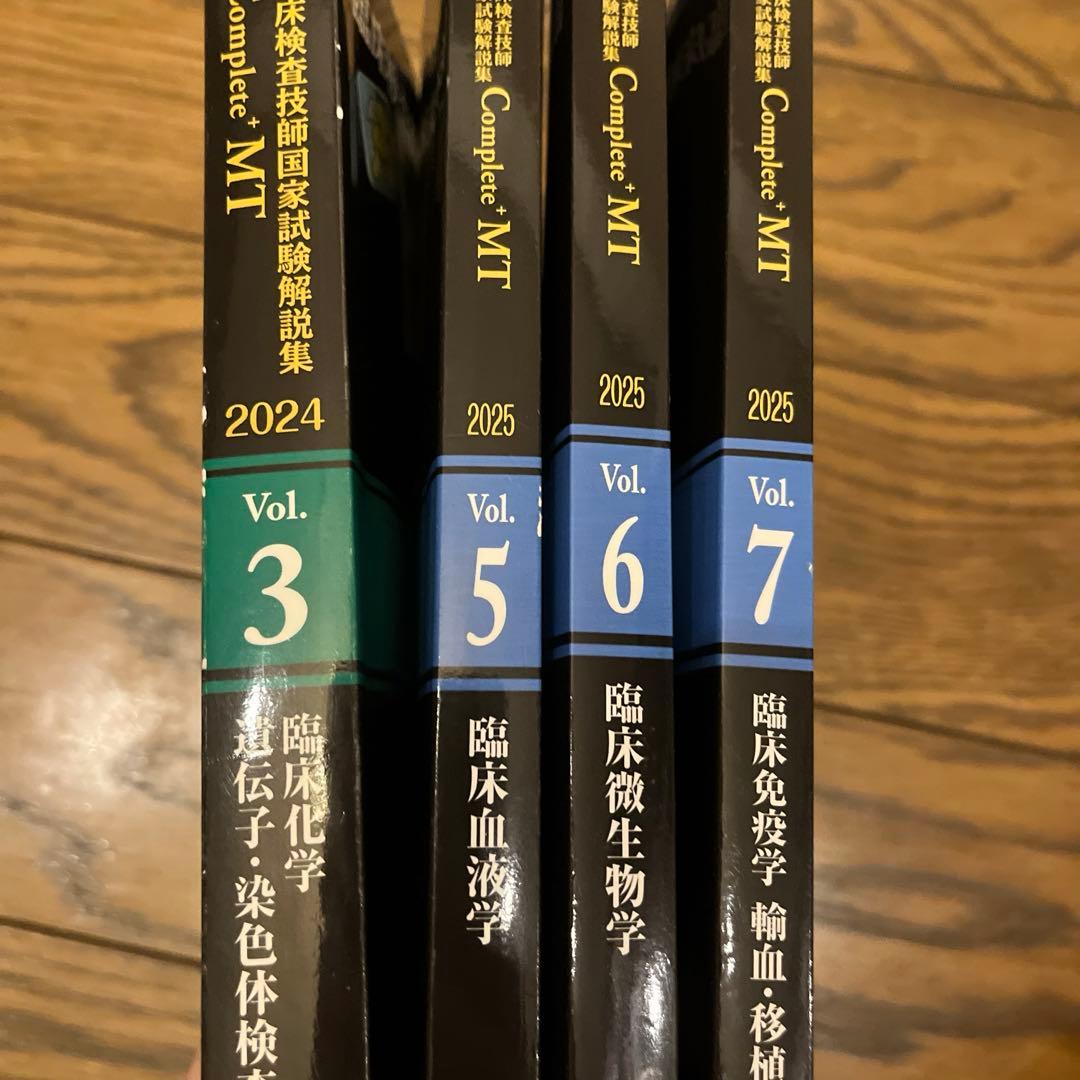 床検査技師国家試験解説集
Complete+MT
2024
Vol.
3
臨床化学
遺伝子・染色体検査
床検査技師
試験解説集
Complete+MT
2025
Vol.
5
臨床血液学
検査技師
試験解説集
Complete+MT
2025
Vol.
6
臨床微生物学
床検査技師
試験解説集
Complete+MT
2025
Vol.
7
臨床免疫学 輸血・移植